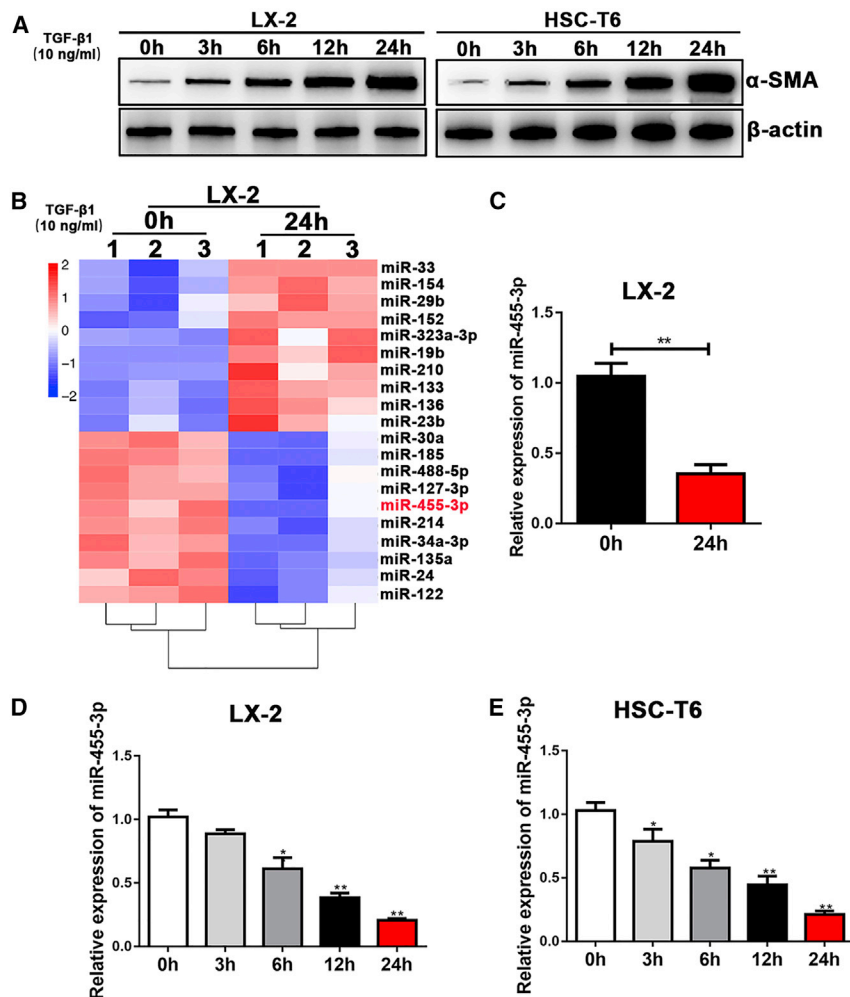 A
TGF-β1
(10 ng/ml)
LX-2
HSC-T6
0h 3h 6h 12h 24h
0h 3h 6h 12h 24h
α-SMA
β-actin
B
TGF-β1
(10 ng/ml)
LX-2
0h 24h
1 2 3 1 2 3
2
1
0
−1
−2
miR-33
miR-154
miR-29b
miR-152
miR-323a-3p
miR-19b
miR-210
miR-133
miR-136
miR-23b
miR-30a
miR-185
miR-488-5p
miR-127-3p
miR-455-3p
miR-214
miR-34a-3p
miR-135a
miR-24
miR-122
C
LX-2
Relative expression of miR-455-3p
1.5
1.0
0.5
0.0
**
0h 24h
D
LX-2
Relative expression of miR-455-3p
1.5
1.0
0.5
0.0
*
**
**
0h 3h 6h 12h 24h
E
HSC-T6
Relative expression of miR-455-3p
1.5
1.0
0.5
0.0
*
*
**
**
0h 3h 6h 12h 24h